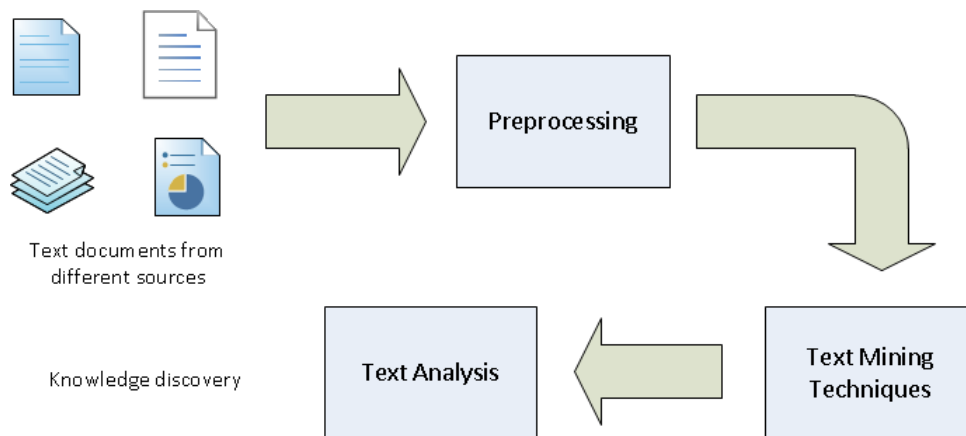 Preprocessing
Text documents from
different sources
Text Mining
Techniques
Text Analysis
Knowledge discovery